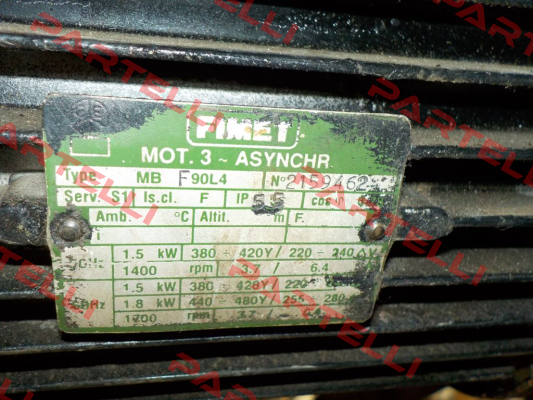 FIMET
MOT. 3 ~ ASYNCHR.
Type MB F90L4 N° 2159462
Serv. S1 Is.cl. F IP 55 cos φ
Amb. °C Altit. m F.
i
Hz 1.5 kW 380 ÷ 420Y / 220 ÷ 240Δ V
1400 rpm 3.7 / 6.4
Hz 1.5 kW 380 ÷ 420Y / 220
1.8 kW 440 480Y / 255 280
1700 rpm 3.7
PARTELLI